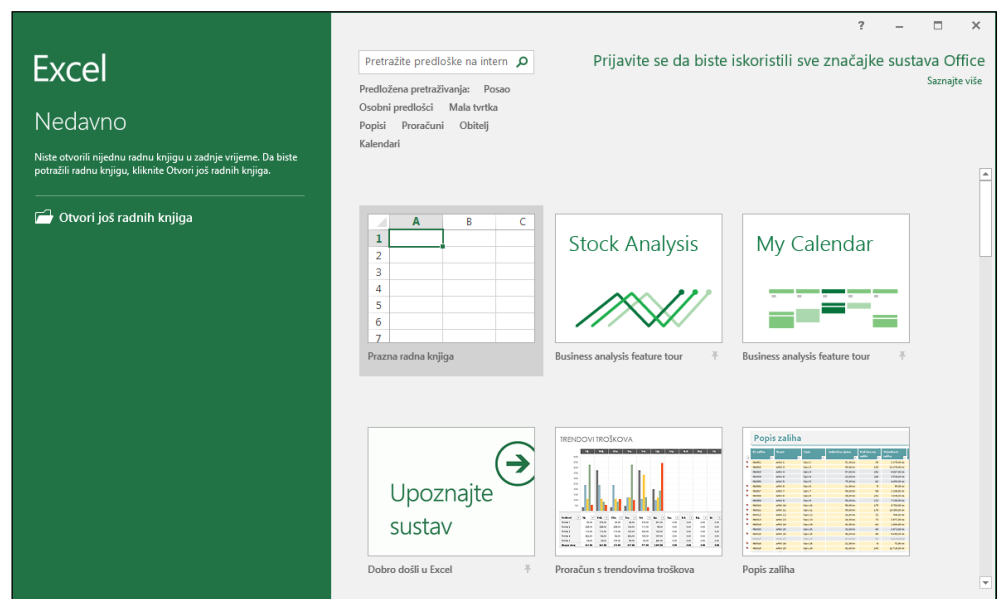 ?
Excel
Nedavno
Niste otvorili nijednu radnu knjigu u zadnje vrijeme. Da biste
potražili radnu knjigu, kliknite Otvori još radnih knjiga.
Otvori još radnih knjiga
Pretražite predloške na intern
Prijavite se da biste iskoristili sve značajke sustava Office
Saznajte više
Predložena pretraživanja: Posao
Osobni predlošci Mala tvrtka
Popisi Proračuni Obitelj
Kalendari
A B C
1
2
3
4
5
6
7
Prazna radna knjiga
Stock Analysis
Business analysis feature tour
My Calendar
Business analysis feature tour
Upoznajte
sustav
Dobro došli u Excel
TRENDOVI TROŠKOVA
Proračun s trendovima troškova
Popis zaliha
Popis zaliha